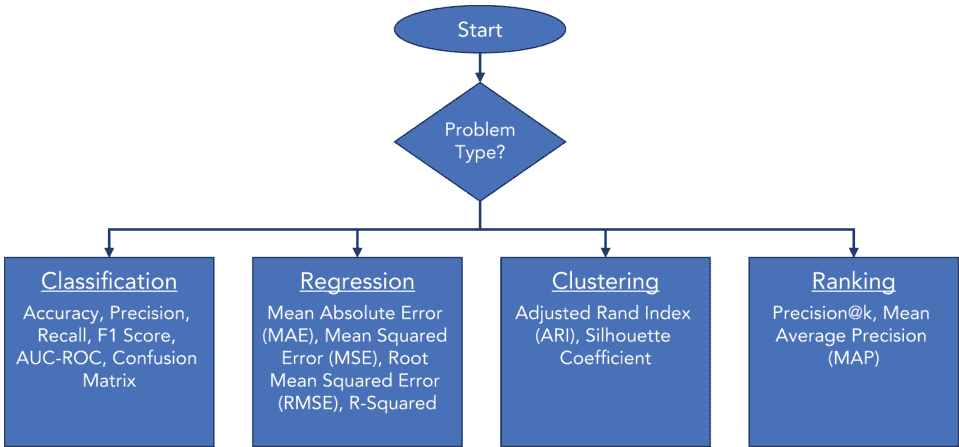 Start
Problem
Type?
Classification
Accuracy, Precision,
Recall, F1 Score,
AUC-ROC, Confusion
Matrix
Regression
Mean Absolute Error
(MAE), Mean Squared
Error (MSE), Root
Mean Squared Error
(RMSE), R-Squared
Clustering
Adjusted Rand Index
(ARI), Silhouette
Coefficient
Ranking
Precision@k, Mean
Average Precision
(MAP)